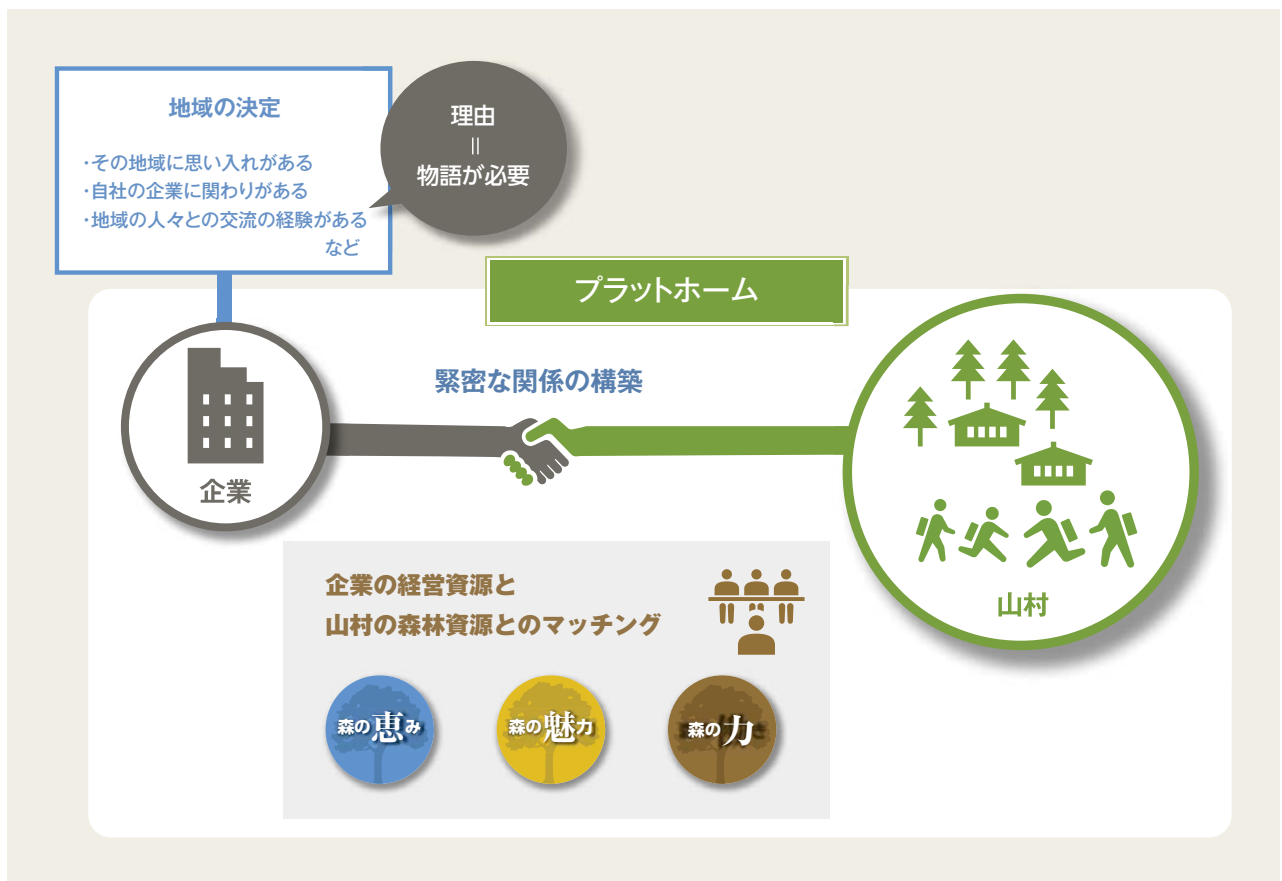 地域の決定
・その地域に思い入れがある
・自社の企業に関わりがある
・地域の人々との交流の経験がある
など
理由
＝
物語が必要
プラットホーム
緊密な関係の構築
企業
山村
企業の経営資源と
山村の森林資源とのマッチング
森の恵み
森の魅力
森の力